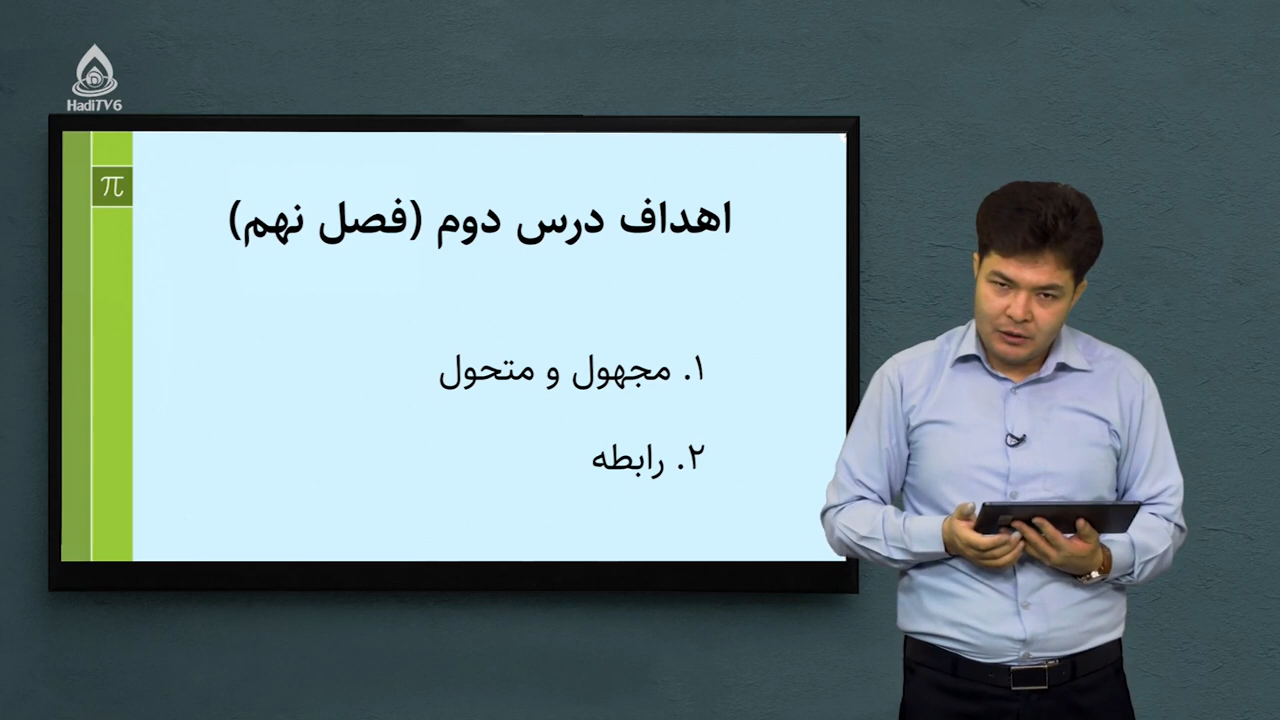 HadiTV6
π
اهداف درس دوم (فصل نهم)
۱. مجهول و متحول
۲. رابطه